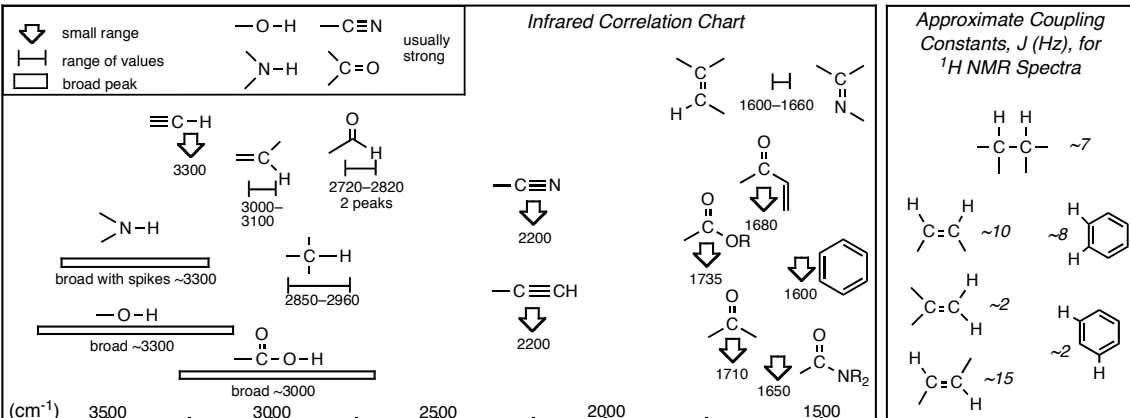 small range
range of values
broad peak
–O–H
–C≡N
N–H
C=O
usually
strong
Infrared Correlation Chart
H C
1600–1660
C
N
≡C–H
3300
C
H
3000–
3100
O
C
H
2720–2820
2 peaks
–C≡N
2200
O
C
1680
O
C
OR
1735
1600
N–H
broad with spikes ~3300
–C–H
2850–2960
–C≡CH
2200
–O–H
broad ~3300
O
–C–O–H
broad ~3000
O
C
1710
O
C
NR2
1650
(cm-1)
3500
3000
2500
2000
1500
Approximate Coupling
Constants, J (Hz), for
1H NMR Spectra
H H
–C–C–
~7
H H
C=C
~10
~8
H
H
H
C=C
H
~2
~2
H
H
C=C
H
H
~15